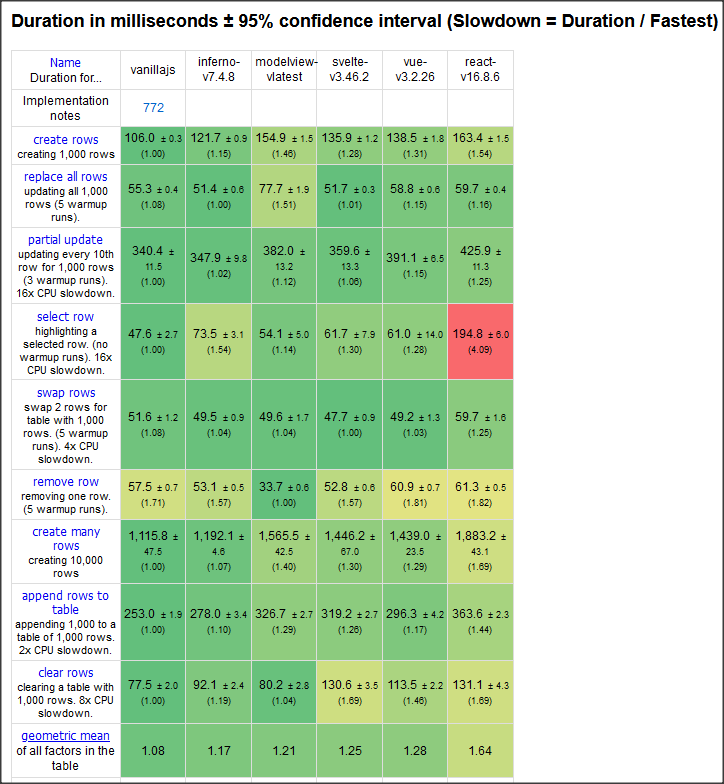 Duration in milliseconds ± 95% confidence interval (Slowdown = Duration / Fastest)
Name
Duration for...
vanillajs
inferno-
v7.4.8
modelview-
vlatest
svelte-
v3.46.2
vue-
v3.2.26
react-
v16.8.6
Implementation
notes
772
create rows
creating 1,000 rows
106.0 ± 0.3
(1.00)
121.7 ± 0.9
(1.15)
154.9 ± 1.5
(1.46)
135.9 ± 1.2
(1.28)
138.5 ± 1.8
(1.31)
163.4 ± 1.5
(1.54)
replace all rows
updating all 1,000
rows (5 warmup
runs).
55.3 ± 0.4
(1.08)
51.4 ± 0.6
(1.00)
77.7 ± 1.9
(1.51)
51.7 ± 0.3
(1.01)
58.8 ± 0.6
(1.15)
59.7 ± 0.4
(1.16)
partial update
updating every 10th
row for 1,000 rows
(3 warmup runs).
16x CPU slowdown.
340.4 ±
11.5
(1.00)
347.9 ± 9.8
(1.02)
382.0 ±
13.2
(1.12)
359.6 ±
13.3
(1.06)
391.1 ± 6.5
(1.15)
425.9 ±
11.3
(1.25)
select row
highlighting a
selected row. (no
warmup runs). 16x
CPU slowdown.
47.6 ± 2.7
(1.00)
73.5 ± 3.1
(1.54)
54.1 ± 5.0
(1.14)
61.7 ± 7.9
(1.30)
61.0 ± 14.0
(1.28)
194.8 ± 6.0
(4.09)
swap rows
swap 2 rows for
table with 1,000
rows. (5 warmup
runs). 4x CPU
slowdown.
51.6 ± 1.2
(1.08)
49.5 ± 0.9
(1.04)
49.6 ± 1.7
(1.04)
47.7 ± 0.9
(1.00)
49.2 ± 1.3
(1.03)
59.7 ± 1.6
(1.25)
remove row
removing one row.
(5 warmup runs).
57.5 ± 0.7
(1.71)
53.1 ± 0.5
(1.57)
33.7 ± 0.6
(1.00)
52.8 ± 0.6
(1.57)
60.9 ± 0.7
(1.81)
61.3 ± 0.5
(1.82)
create many
rows
creating 10,000
rows
1,115.8 ±
47.5
(1.00)
1,192.1 ±
4.6
(1.07)
1,565.5 ±
42.5
(1.40)
1,446.2 ±
67.0
(1.30)
1,439.0 ±
23.5
(1.29)
1,883.2 ±
43.1
(1.69)
append rows to
table
appending 1,000 to a
table of 1,000 rows.
2x CPU slowdown.
253.0 ± 1.9
(1.00)
278.0 ± 3.4
(1.10)
326.7 ± 2.7
(1.29)
319.2 ± 2.7
(1.26)
296.3 ± 4.2
(1.17)
363.6 ± 2.3
(1.44)
clear rows
clearing a table with
1,000 rows. 8x CPU
slowdown.
77.5 ± 2.0
(1.00)
92.1 ± 2.4
(1.19)
80.2 ± 2.8
(1.04)
130.6 ± 3.5
(1.69)
113.5 ± 2.2
(1.46)
131.1 ± 4.3
(1.69)
geometric mean
of all factors in the
table
1.08
1.17
1.21
1.25
1.28
1.64